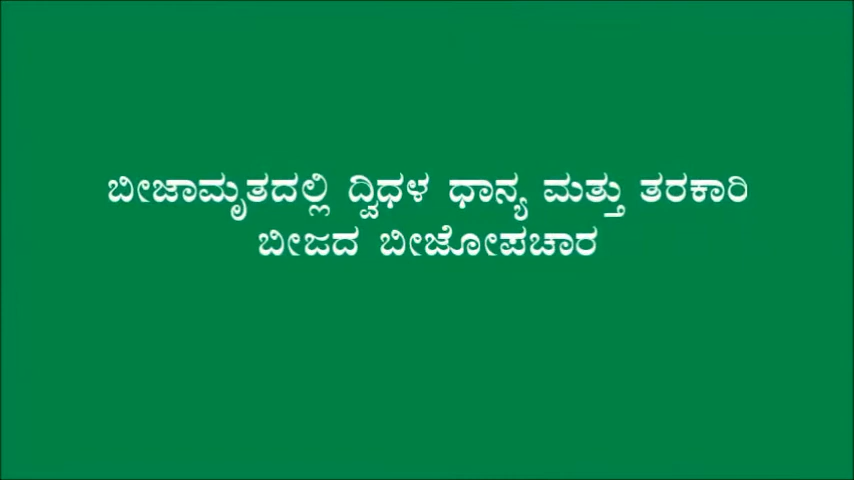 ಬೀಜಾಮೃತದಲ್ಲಿ ದ್ವಿಧಳ ಧಾನ್ಯ ಮತ್ತು ತರಕಾರಿ
ಬೀಜದ ಬೀಜೋಪಚಾರ